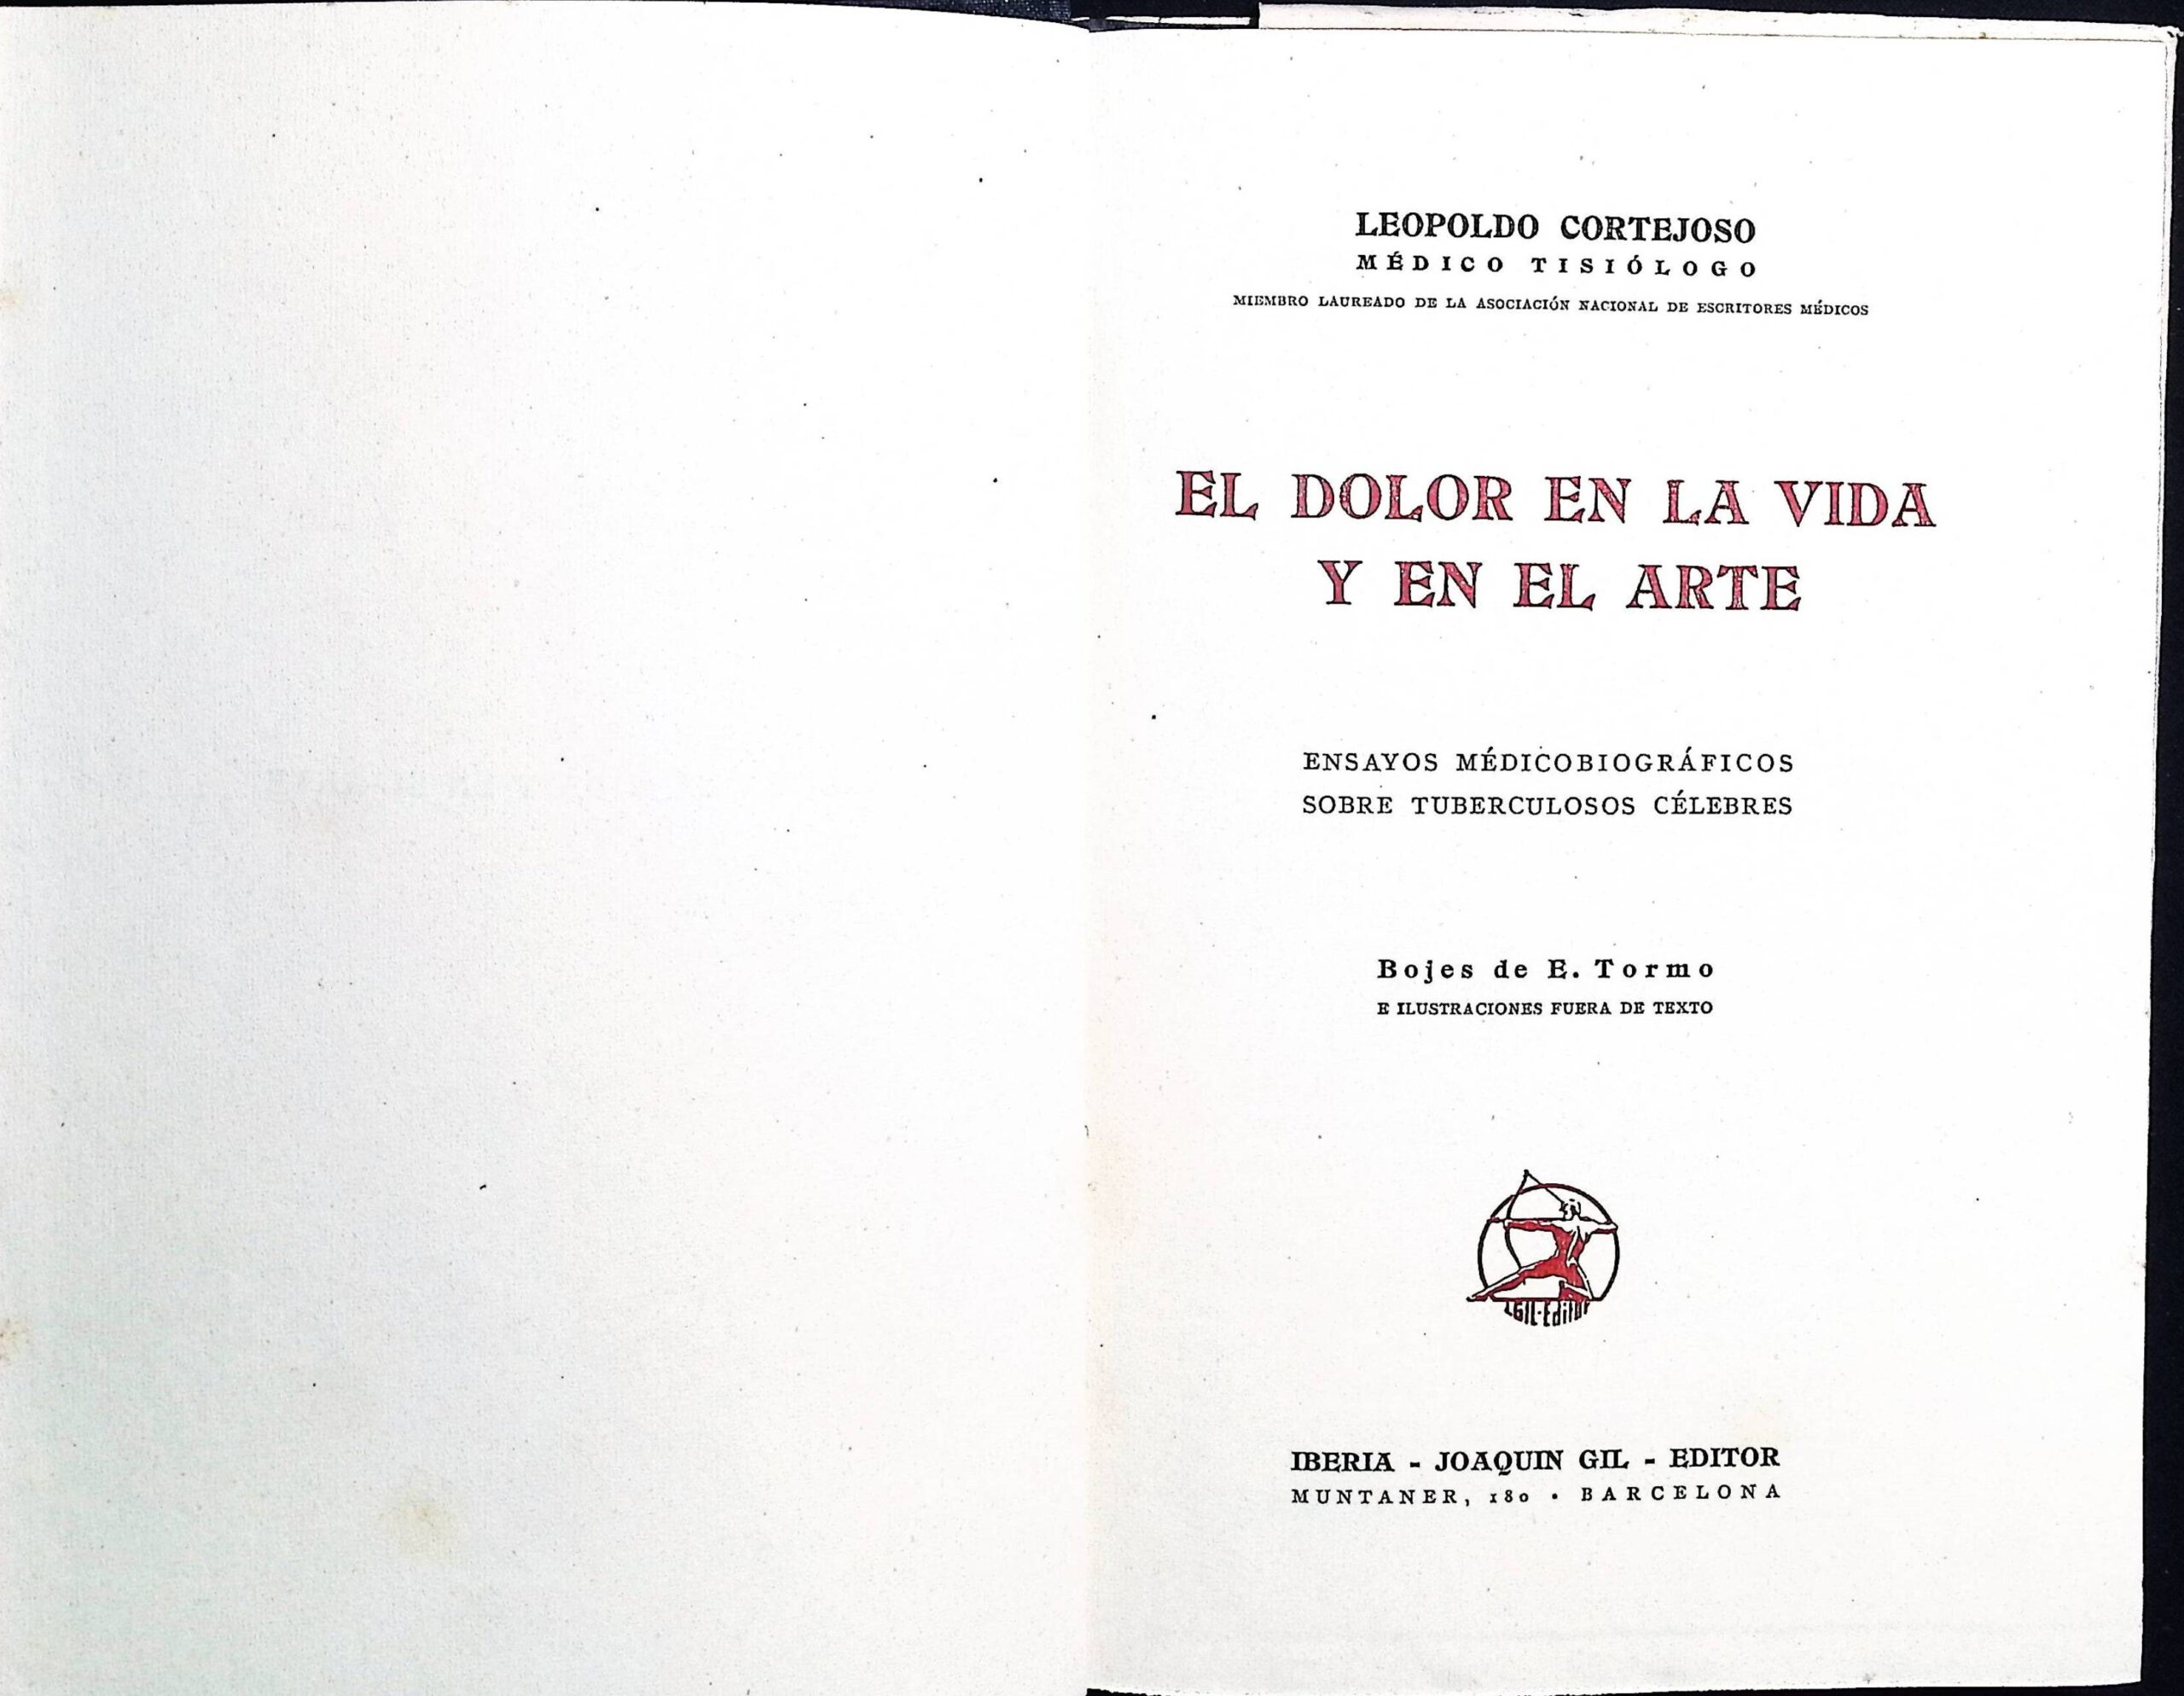 LEOPOLDO CORTEJOSO
MÉDICO TISIÓLOGO
MIEMBRO LAUREADO DE LA ASOCIACIÓN NACIONAL DE ESCRITORES MÉDICOS
EL DOLOR EN LA VIDA
Y EN EL ARTE
ENSAYOS MÉDICOBIOGRÁFICOS
SOBRE TUBERCULOSOS CÉLEBRES
Bojes de E. Tormo
E ILUSTRACIONES FUERA DE TEXTO
GIL-Editor
IBERIA - JOAQUIN GIL - EDITOR
MUNTANER, 180 • BARCELONA